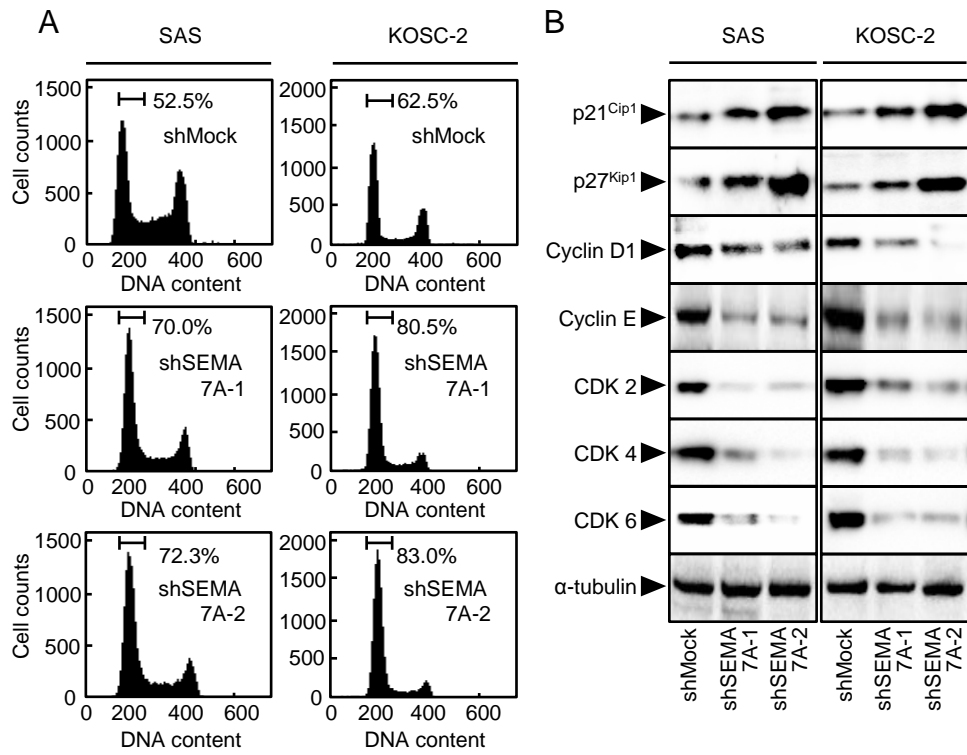 A
SAS
KOSC-2
1500
1000
500
0
Cell counts
52.5%
shMock
0 200 400 600
DNA content
2000
1500
1000
500
0
62.5%
shMock
0 200 400 600
DNA content
1500
1000
500
0
Cell counts
70.0%
shSEMA
7A-1
0 200 400 600
DNA content
2000
1500
1000
500
0
80.5%
shSEMA
7A-1
0 200 400 600
DNA content
1500
1000
500
0
Cell counts
72.3%
shSEMA
7A-2
0 200 400 600
DNA content
2000
1500
1000
500
0
83.0%
shSEMA
7A-2
0 200 400 600
DNA content
B
SAS
KOSC-2
p21Cip1
p27Kip1
Cyclin D1
Cyclin E
CDK 2
CDK 4
CDK 6
α-tubulin
shMock
shSEMA
7A-1
shSEMA
7A-2
shMock
shSEMA
7A-1
shSEMA
7A-2